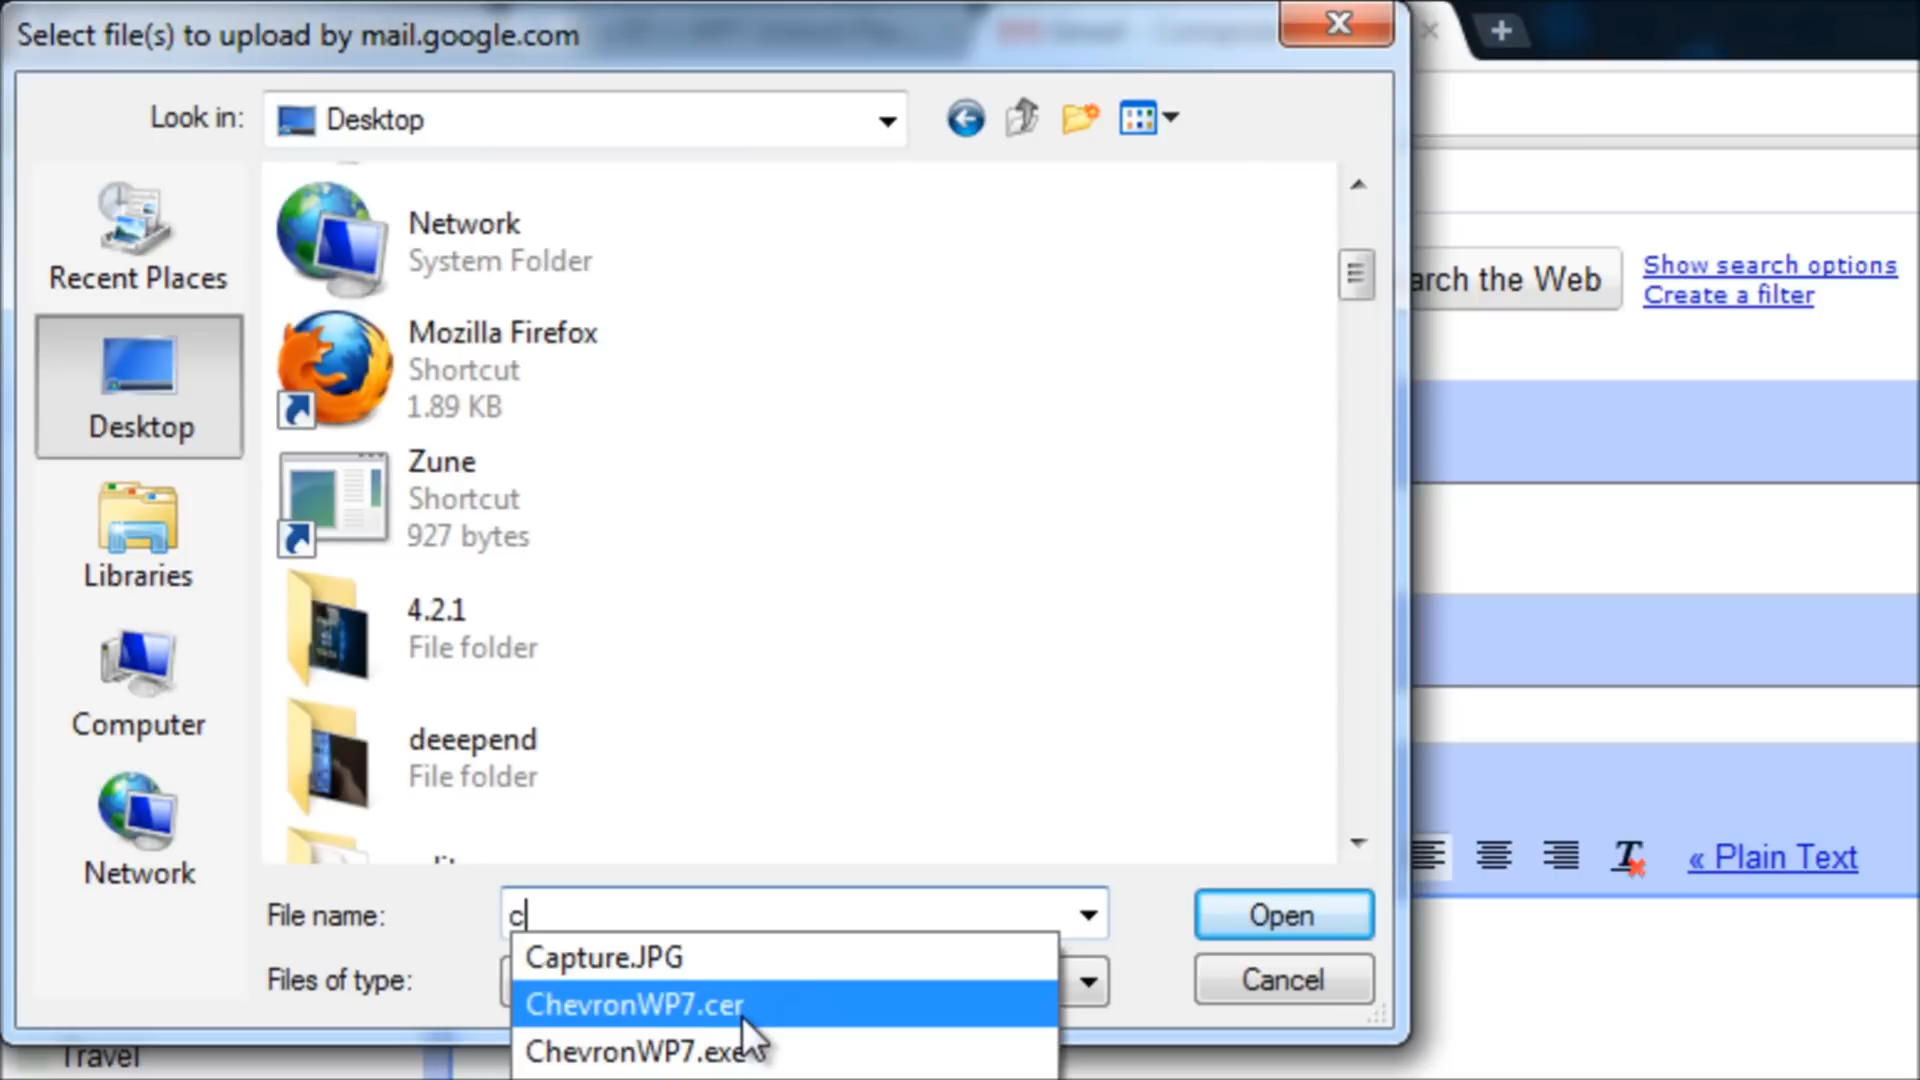 Select file(s) to upload by mail.google.com
Look in:
Desktop
Recent Places
Desktop
Libraries
Computer
Network
Network
System Folder
Mozilla Firefox
Shortcut
1.89 KB
Zune
Shortcut
927 bytes
4.2.1
File folder
deeepend
File folder
File name:
c
Open
Files of type:
Cancel
Capture.JPG
ChevronWP7.cer
ChevronWP7.exe
arch the Web
Show search options
Create a filter
« Plain Text
Travel